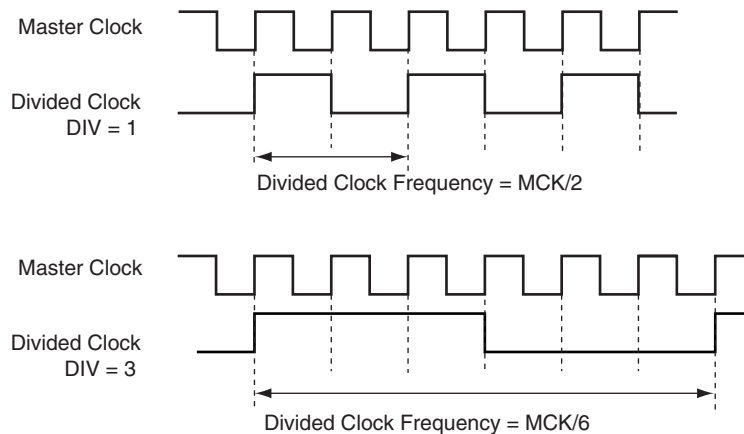 Master Clock
Divided Clock
DIV = 1
Divided Clock Frequency = MCK/2
Master Clock
Divided Clock
DIV = 3
Divided Clock Frequency = MCK/6